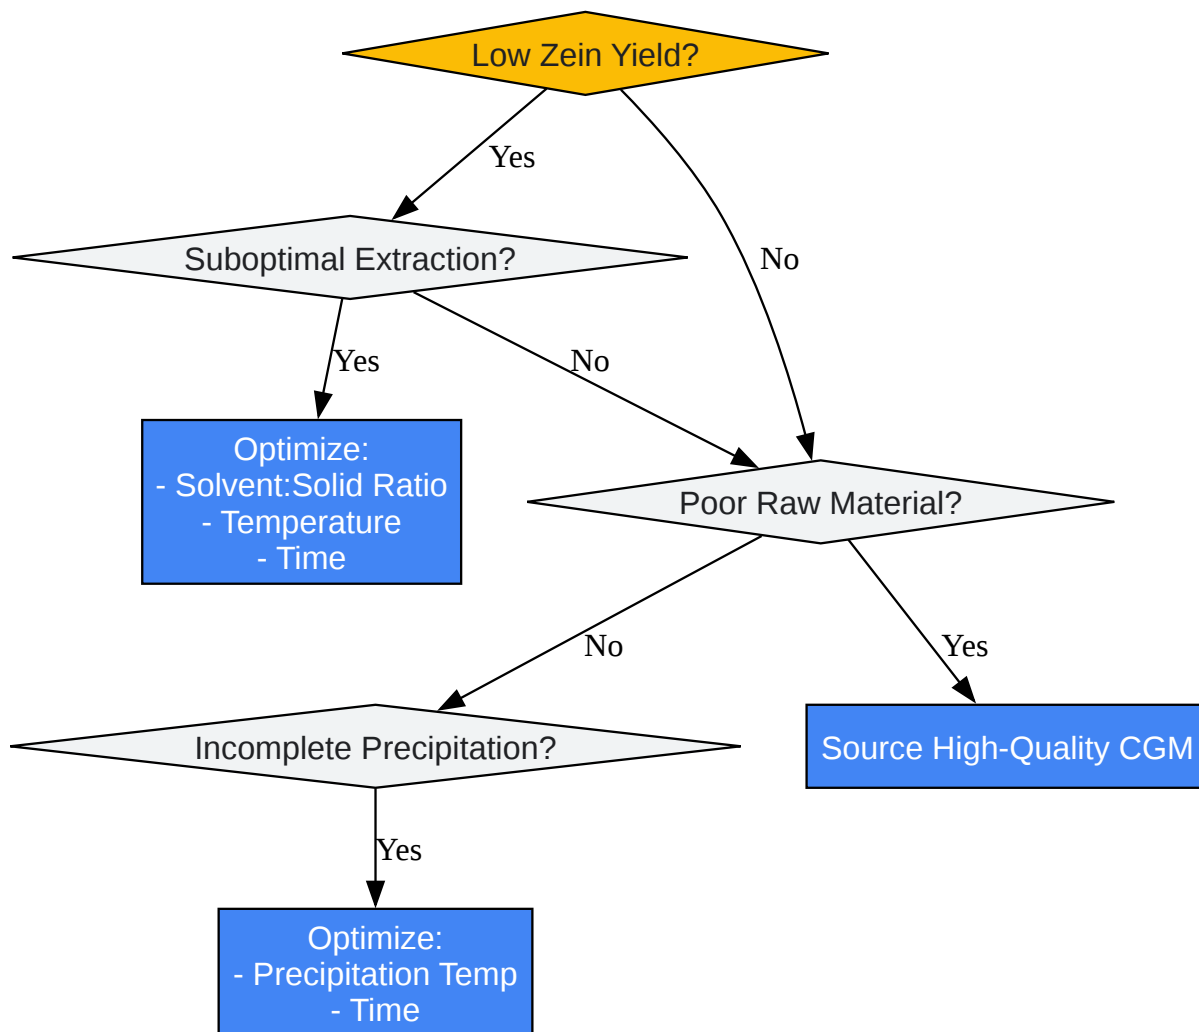 Low Zein Yield?
Yes
No
Suboptimal Extraction?
Yes
No
Optimize:
- Solvent:Solid Ratio
- Temperature
- Time
Poor Raw Material?
No
Yes
Incomplete Precipitation?
Source High-Quality CGM
Yes
Optimize:
- Precipitation Temp
- Time